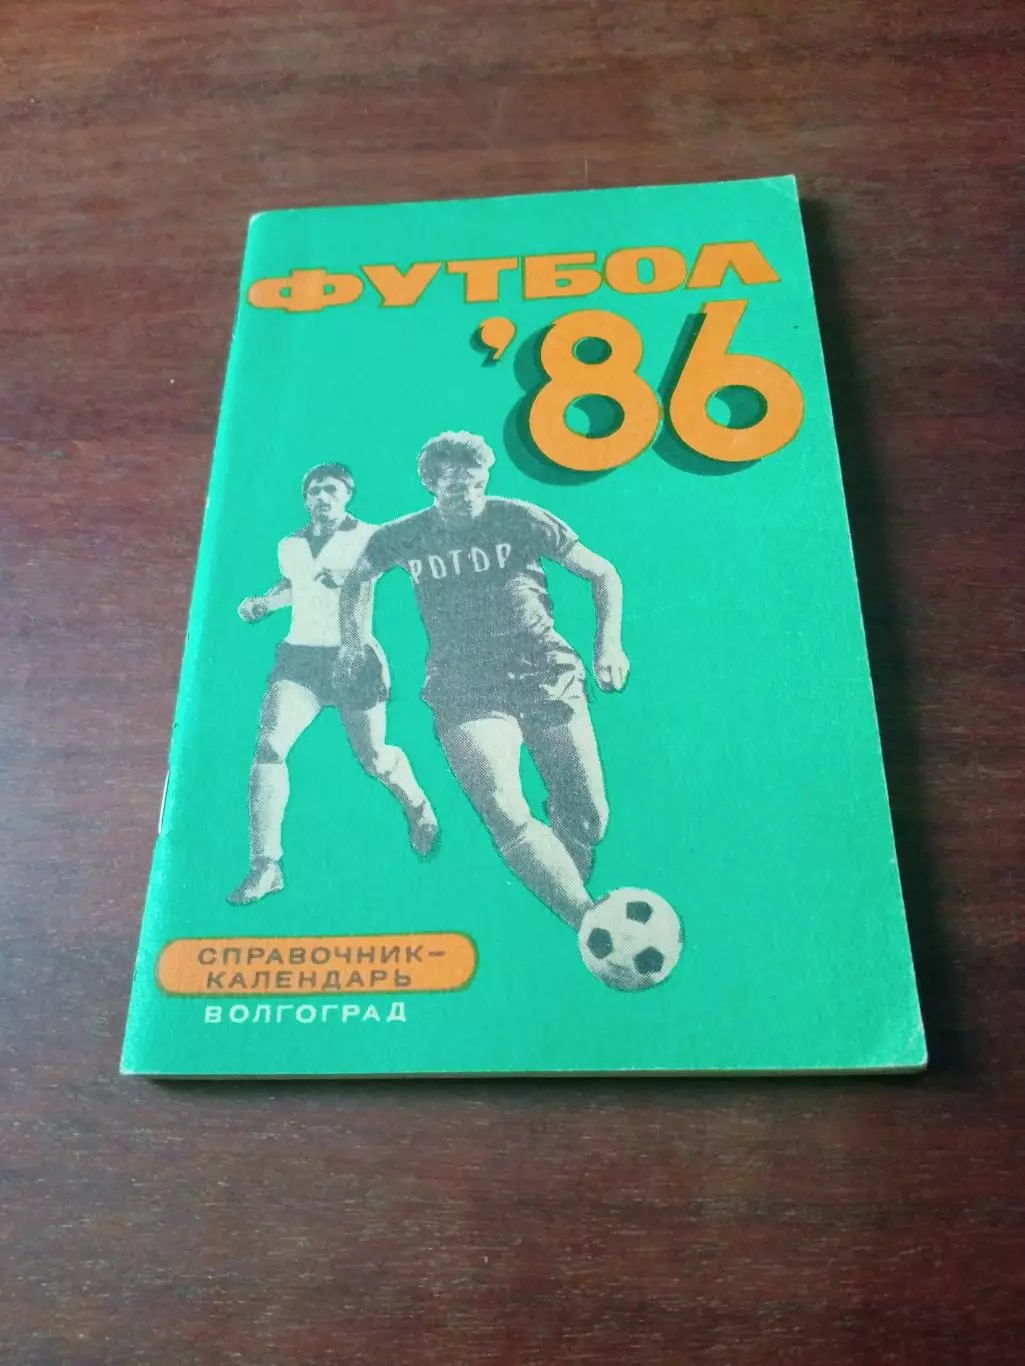 ФУТБОЛ
'86
РОТОР
СПРАВОЧНИК-
КАЛЕНДАРЬ
ВОЛГОГРАД